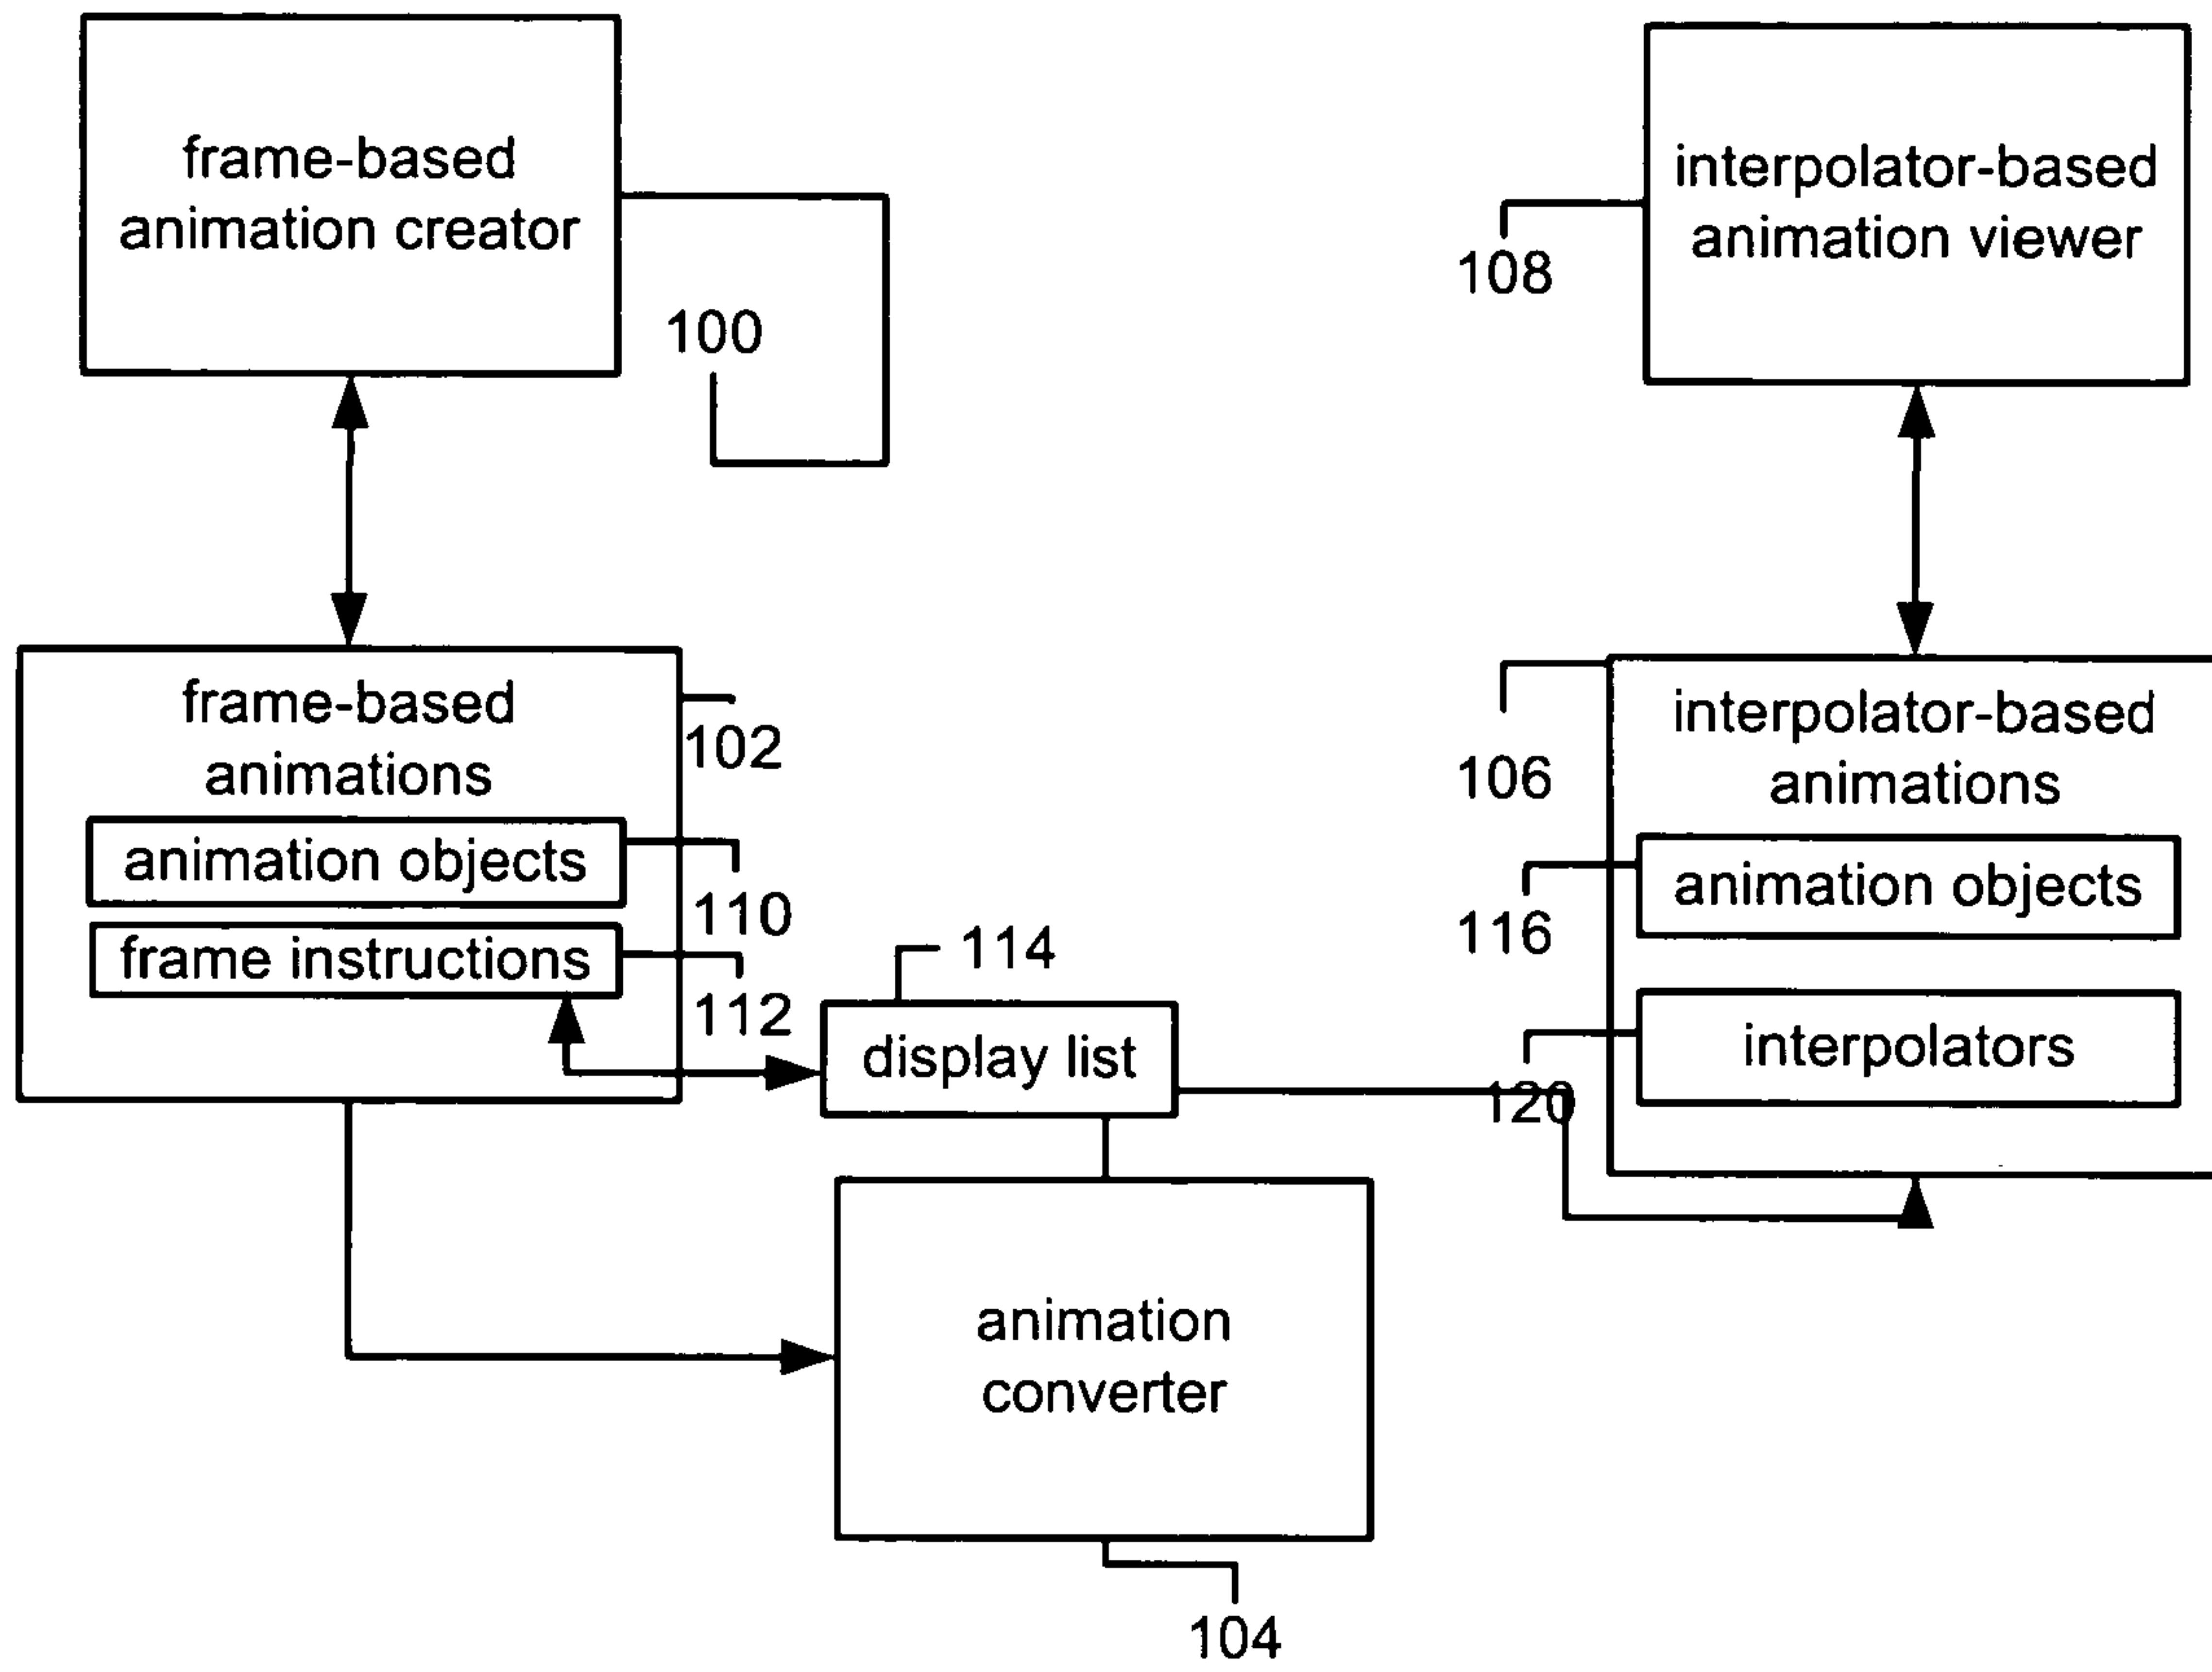 frame-based
animation creator
100
interpolator-based
animation viewer
108
frame-based
animations
102
animation objects
110
frame instructions
112
114
display list
106
interpolator-based
animations
116
animation objects
120
interpolators
animation
converter
104